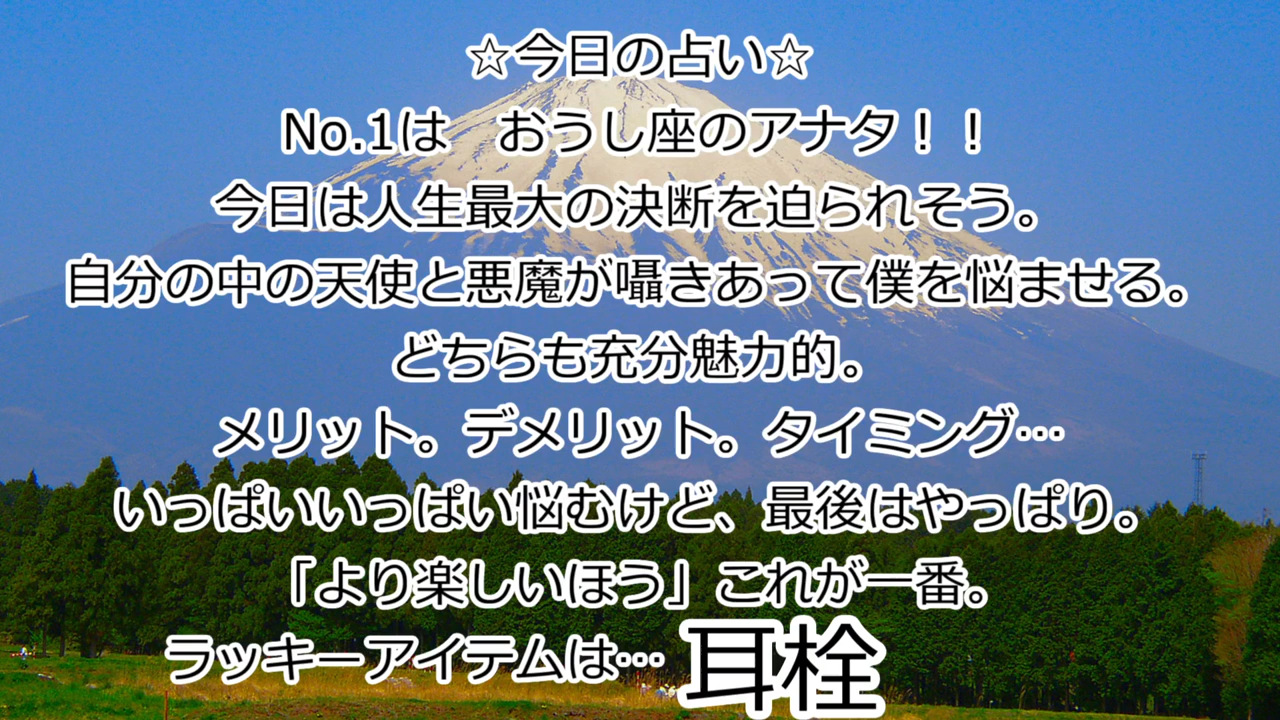 ☆今日の占い☆
No.1は　おうし座のアナタ！！
今日は人生最大の決断を迫られそう。
自分の中の天使と悪魔が囁きあって僕を悩ませる。
どちらも充分魅力的。
メリット。デメリット。タイミング…
いっぱいいっぱい悩むけど、最後はやっぱり。
「より楽しいほう」これが一番。
ラッキーアイテムは… 耳栓